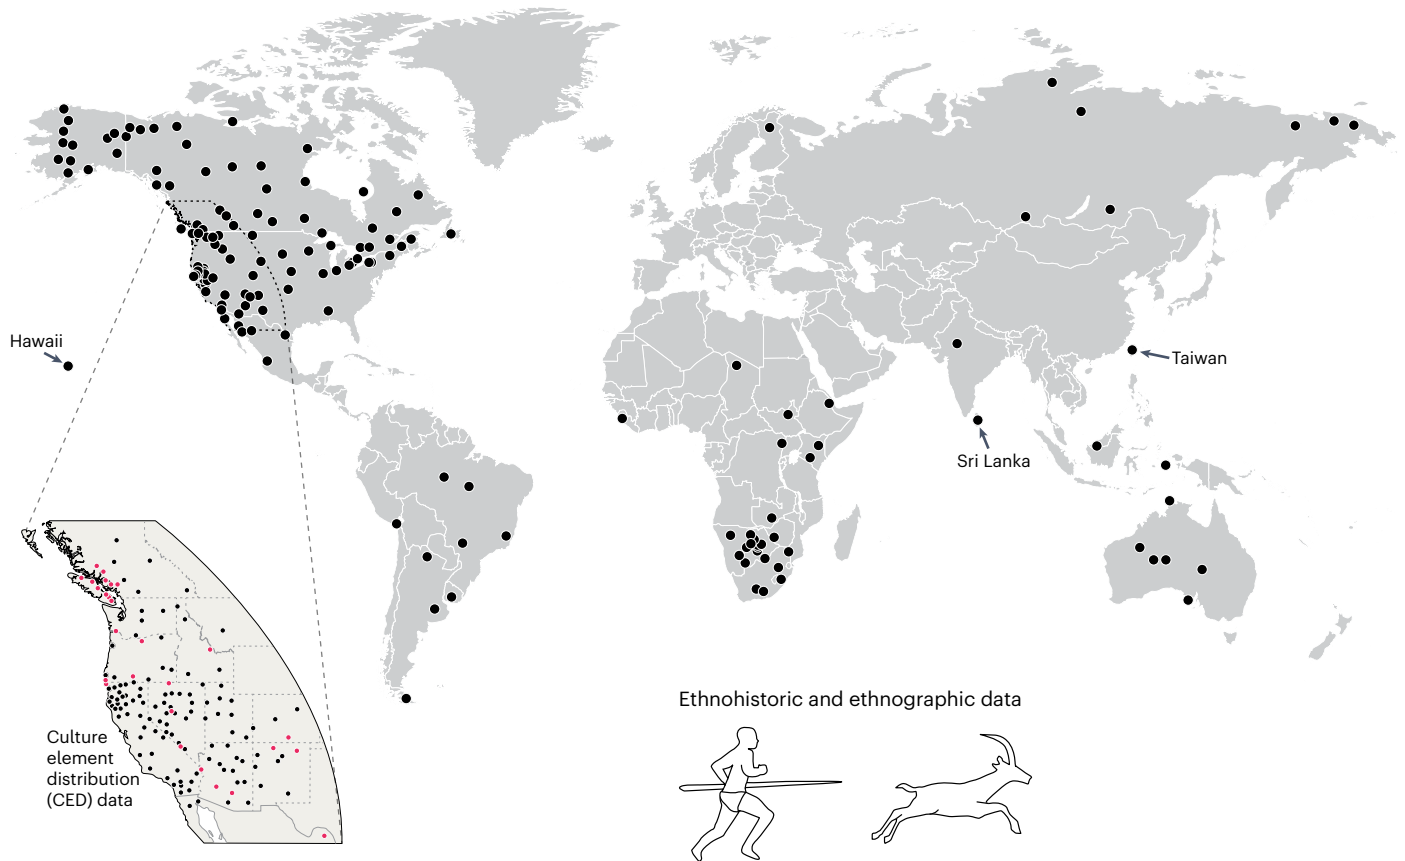 Hawaii
Taiwan
Sri Lanka
Ethnohistoric and ethnographic data
Culture
element
distribution
(CED) data